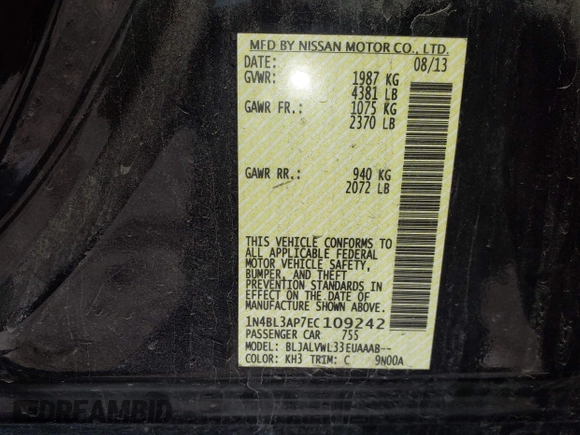 MFD BY NISSAN MOTOR CO., LTD.
DATE: 08/13
GVWR: 1987 KG
4381 LB
GAWR FR.: 1075 KG
2370 LB
GAWR RR.: 940 KG
2072 LB
THIS VEHICLE CONFORMS TO
ALL APPLICABLE FEDERAL
MOTOR VEHICLE SAFETY,
BUMPER, AND THEFT
PREVENTION STANDARDS IN
EFFECT ON THE DATE OF
MANUFACTURE SHOWN ABOVE.
1N4BL3AP7EC109242
PASSENGER CAR 755
MODEL: BLJALVWL33EUAAAB--
COLOR: KH3 TRIM: C 9N00A
DREAMBID